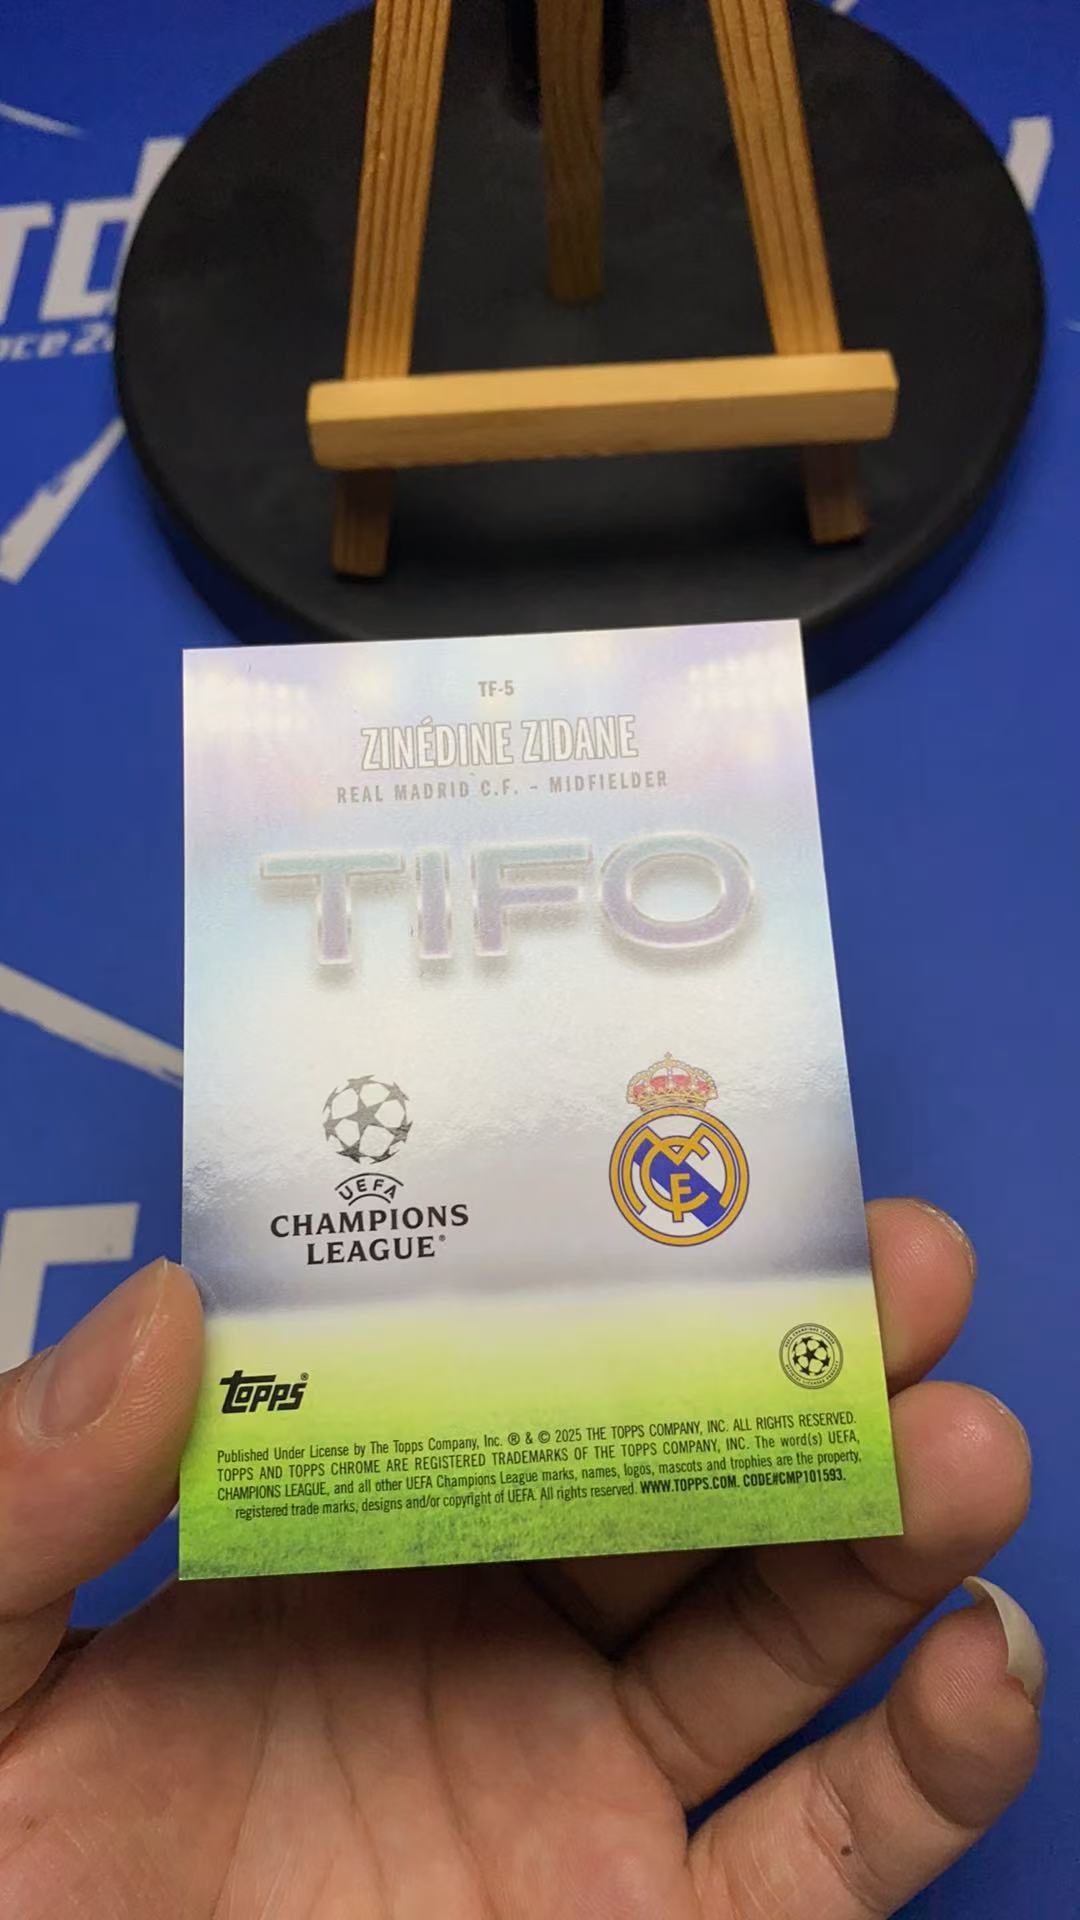 TF-5
ZINÉDINE ZIDANE
REAL MADRID C.F. - MIDFIELDER
TIFO
UEFA
CHAMPIONS
LEAGUE®
Topps®
Published Under License by The Topps Company, Inc. ® & © 2025 THE TOPPS COMPANY, INC. ALL RIGHTS RESERVED.
TOPPS AND TOPPS CHROME ARE REGISTERED TRADEMARKS OF THE TOPPS COMPANY, INC. The word(s) UEFA,
CHAMPIONS LEAGUE, and all other UEFA Champions League marks, names, logos, mascots and trophies are the property,
registered trade marks, designs and/or copyright of UEFA. All rights reserved. WWW.TOPPS.COM. CODE#CMP101593.